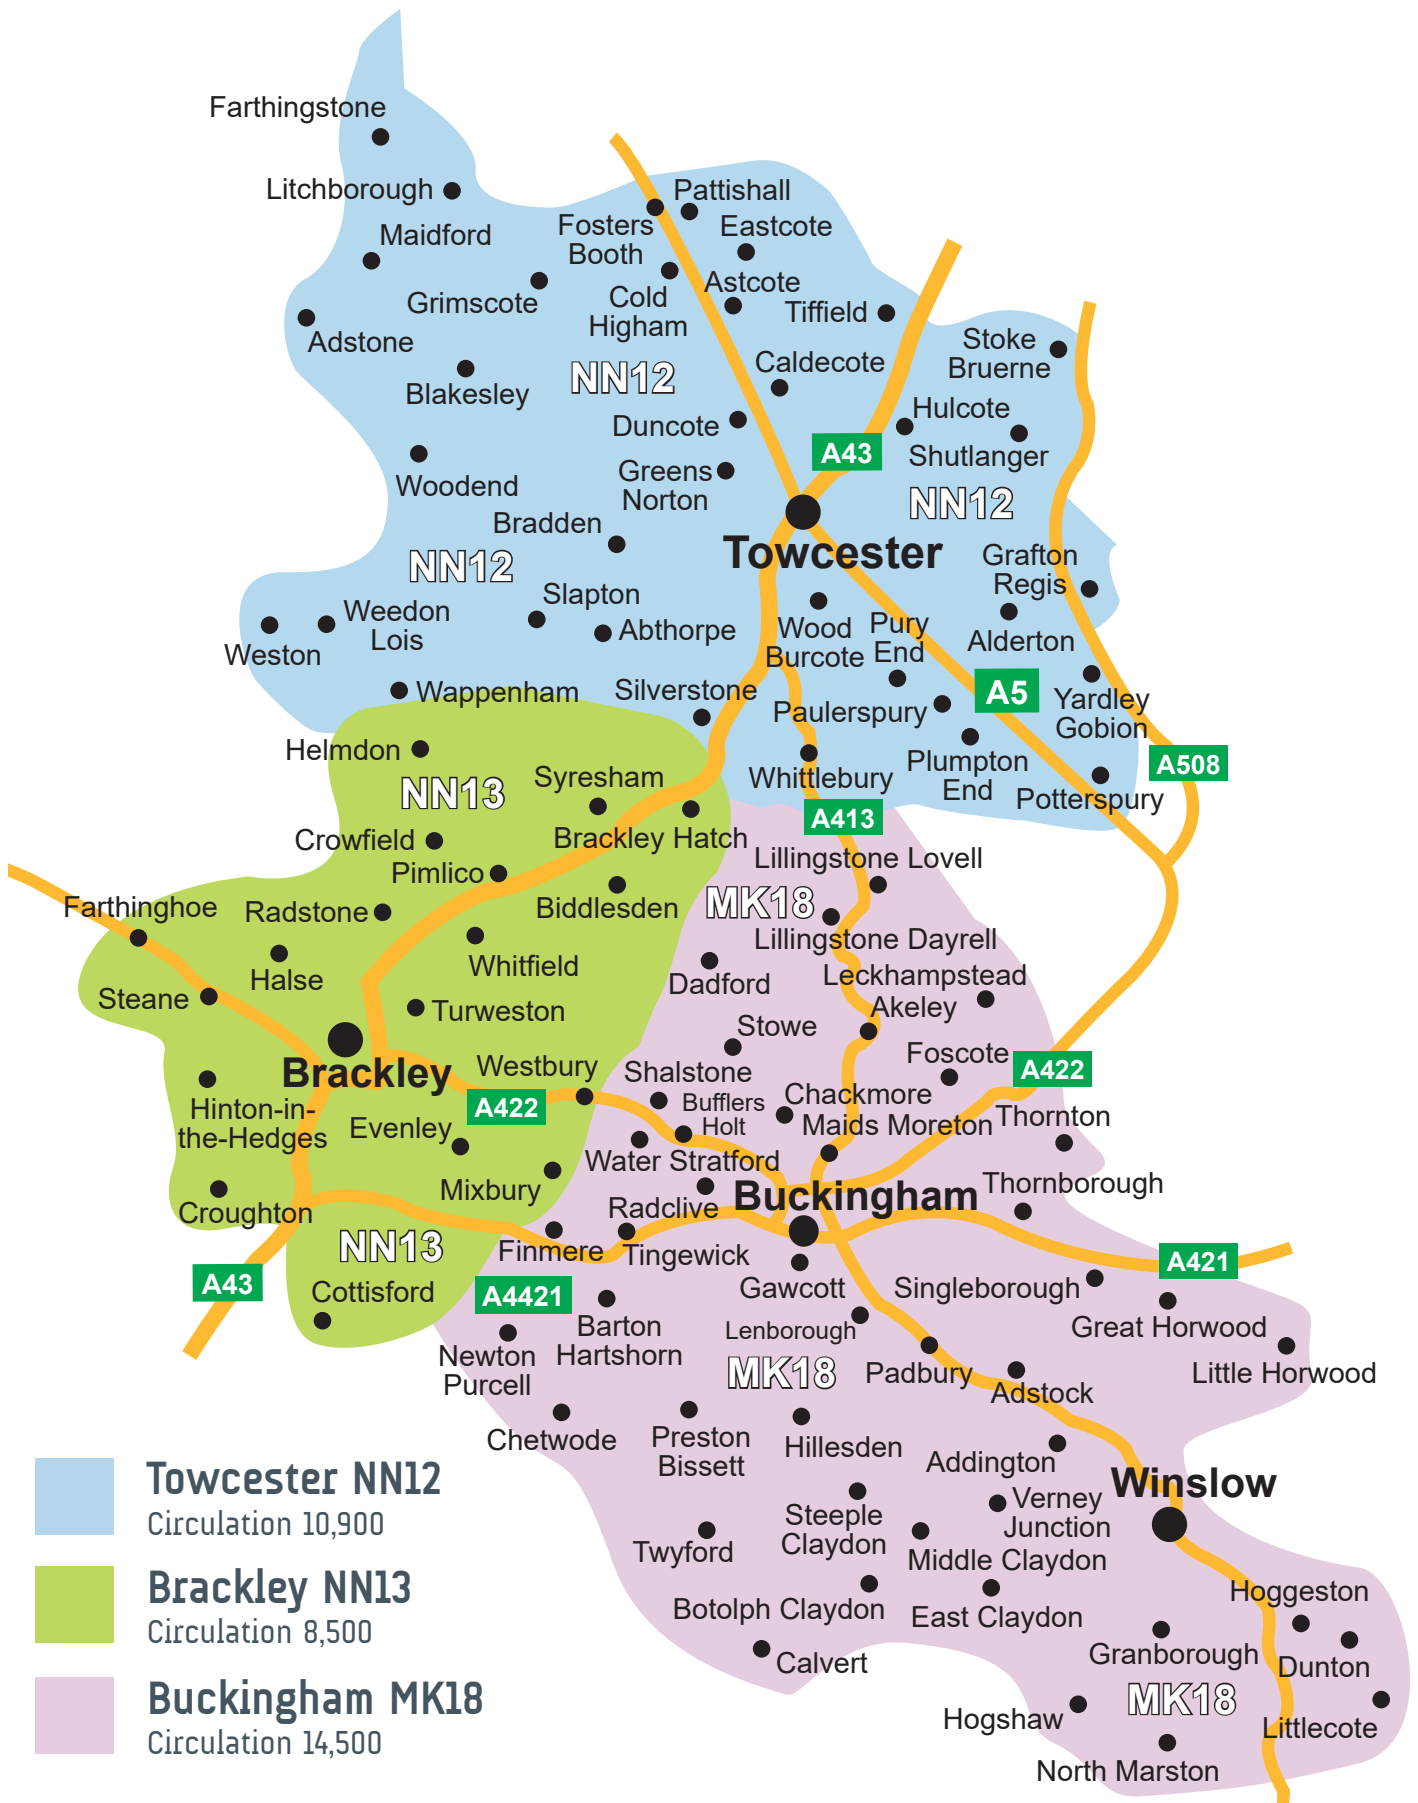 Farthingstone
Litchborough
Pattishall
Maidford
Fosters
Booth
Eastcote
Grimscote
Cold
Higham
Astcote
Tiffield
Adstone
Stoke
Bruerne
Blakesley
NN12
Caldecote
Duncote
Hulcote
A43
Shutlanger
Woodend
Greens
Norton
NN12
Bradden
Towcester
NN12
Grafton
Regis
Slapton
Weedon
Lois
Abthorpe
Wood
Burcote
Pury
End
Alderton
Weston
Wappenham
Silverstone
A5
Paulerspury
Yardley
Gobion
Helmdon
Plumpton
End
A508
Syresham
Whittlebury
NN13
Potterspury
A413
Crowfield
Brackley Hatch
Lillingstone Lovell
Pimlico
MK18
Farthinghoe
Radstone
Biddlesden
Lillingstone Dayrell
Whitfield
Halse
Dadford
Leckhampstead
Steane
Turweston
Akeley
Stowe
Foscote
Brackley
Westbury
Shalstone
A422
A422
Bufflers
Holt
Chackmore
Hinton-in-
the-Hedges
Evenley
Maids Moreton
Thornton
Water Stratford
Mixbury
Buckingham
Thornborough
Croughton
Radclive
NN13
Finmere
Tingewick
A421
A43
A4421
Gawcott
Singleborough
Cottisford
Barton
Hartshorn
Lenborough
Great Horwood
Newton
Purcell
MK18
Padbury
Little Horwood
Adstock
Chetwode
Preston
Bissett
Hillesden
Addington
Winslow
Towcester NN12
Circulation 10,900
Steeple
Claydon
Verney
Junction
Twyford
Middle Claydon
Brackley NN13
Circulation 8,500
Botolph Claydon
East Claydon
Hoggeston
Calvert
Granborough
Dunton
Buckingham MK18
Circulation 14,500
Hogshaw
MK18
Littlecote
North Marston